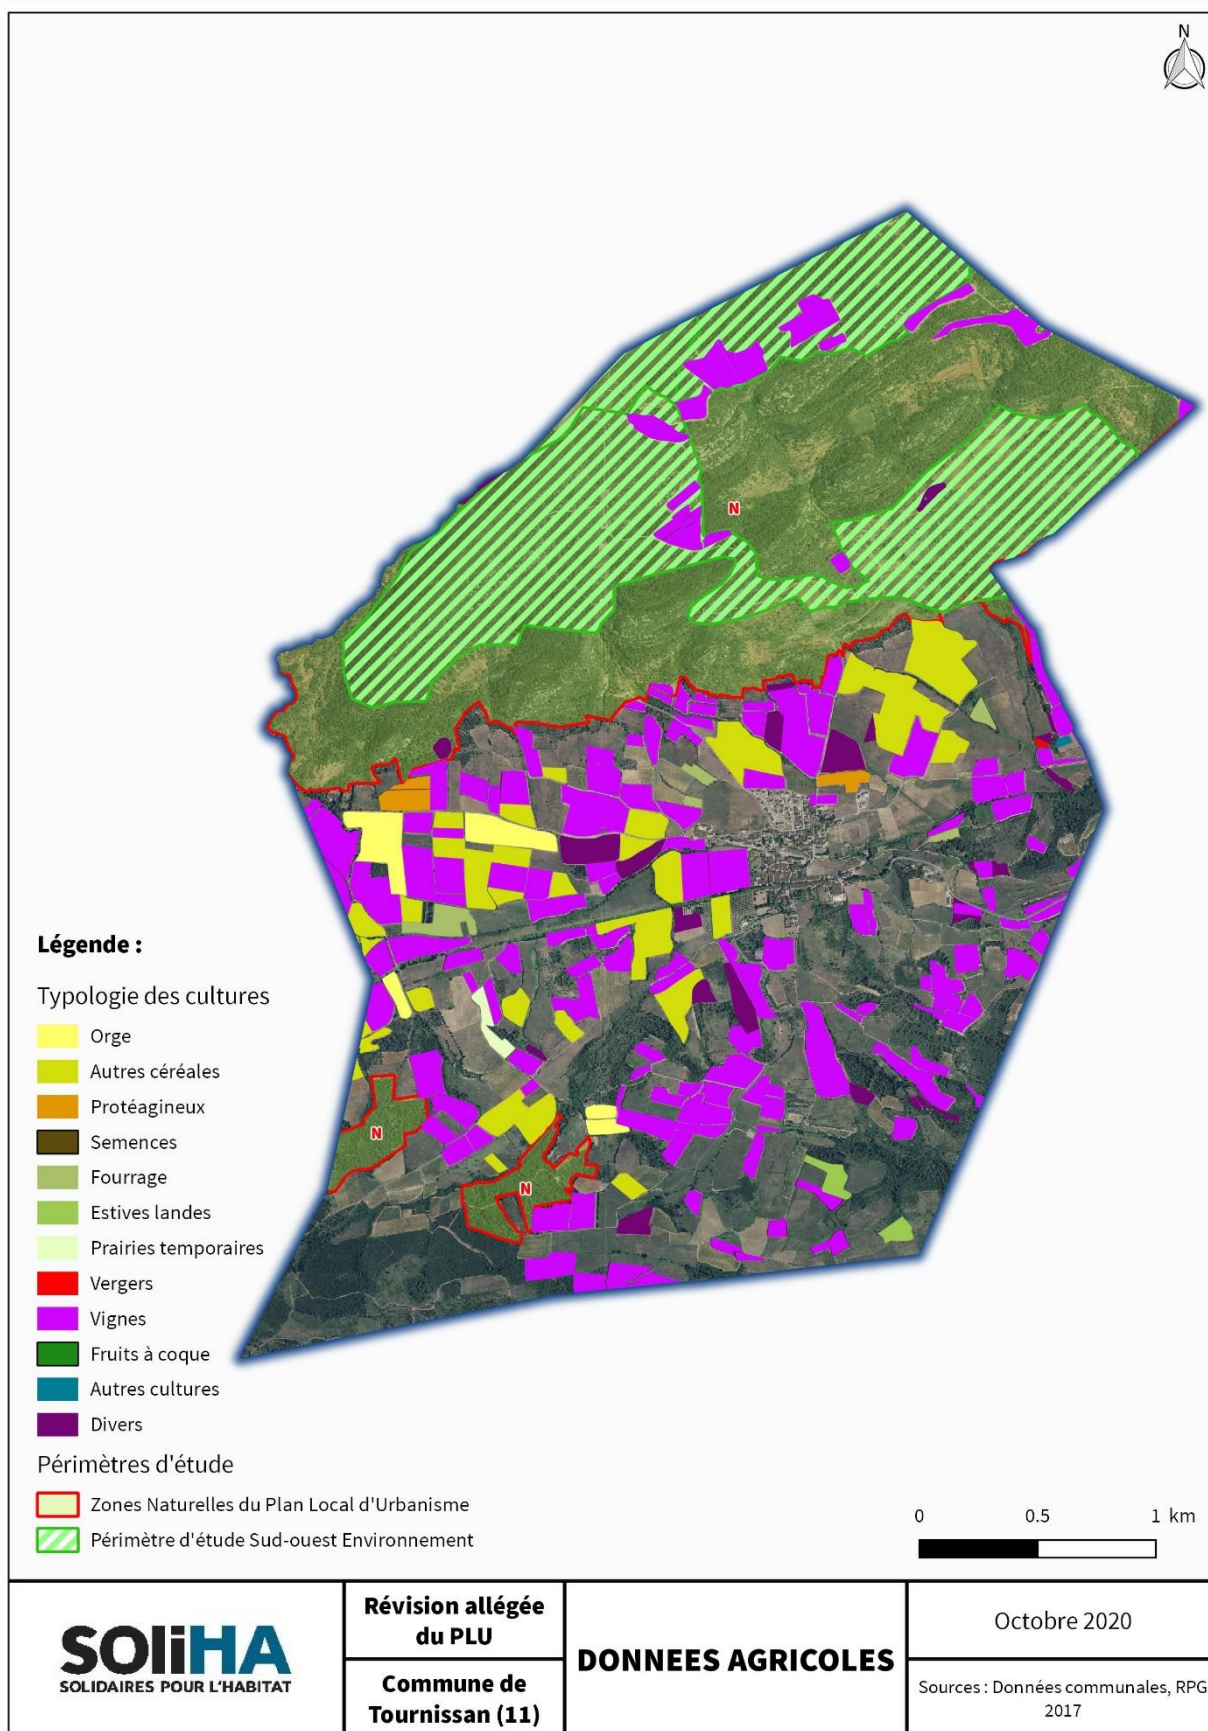 N
N
N
N
Légende :
Typologie des cultures
Orge
Autres céréales
Protéagineux
Semences
Fourrage
Estives landes
Prairies temporaires
Vergers
Vignes
Fruits à coque
Autres cultures
Divers
Périmètres d'étude
Zones Naturelles du Plan Local d'Urbanisme
Périmètre d'étude Sud-ouest Environnement
0 0.5 1 km
SOliHA
SOLIDAIRES POUR L'HABITAT
Révision allégée
du PLU
Commune de
Tournissan (11)
DONNEES AGRICOLES
Octobre 2020
Sources : Données communales, RPG
2017